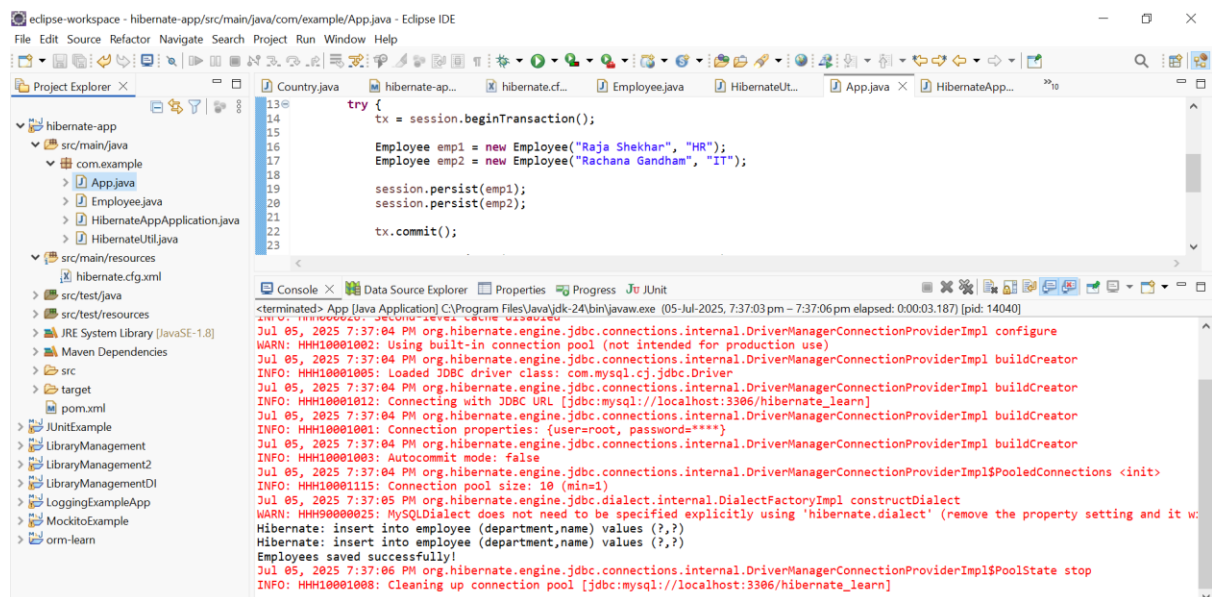 eclipse-workspace - hibernate-app/src/main/java/com/example/App.java - Eclipse IDE
File Edit Source Refactor Navigate Search Project Run Window Help
Project Explorer
hibernate-app
src/main/java
com.example
App.java
Employee.java
HibernateAppApplication.java
HibernateUtil.java
src/main/resources
hibernate.cfg.xml
src/test/java
src/test/resources
JRE System Library [JavaSE-1.8]
Maven Dependencies
src
target
pom.xml
JUnitExample
LibraryManagement
LibraryManagement2
LibraryManagementDI
LoggingExampleApp
MockitoExample
orm-learn
Country.java hibernate-ap... hibernate.cf... Employee.java HibernateUt... App.java HibernateApp... 10
13 try {
14 tx = session.beginTransaction();
15
16 Employee emp1 = new Employee("Raja Shekhar", "HR");
17 Employee emp2 = new Employee("Rachana Gandham", "IT");
18
19 session.persist(emp1);
20 session.persist(emp2);
21
22 tx.commit();
23
Console Data Source Explorer Properties Progress JUnit
<terminated> App [Java Application] C:\Program Files\Java\jdk-24\bin\javaw.exe (05-Jul-2025, 7:37:03 pm – 7:37:06 pm elapsed: 0:00:03.187) [pid: 14040]
INFO: HHH000026: Second-level cache disabled
Jul 05, 2025 7:37:04 PM org.hibernate.engine.jdbc.connections.internal.DriverManagerConnectionProviderImpl configure
WARN: HHH10001002: Using built-in connection pool (not intended for production use)
Jul 05, 2025 7:37:04 PM org.hibernate.engine.jdbc.connections.internal.DriverManagerConnectionProviderImpl buildCreator
INFO: HHH10001005: Loaded JDBC driver class: com.mysql.cj.jdbc.Driver
Jul 05, 2025 7:37:04 PM org.hibernate.engine.jdbc.connections.internal.DriverManagerConnectionProviderImpl buildCreator
INFO: HHH10001012: Connecting with JDBC URL [jdbc:mysql://localhost:3306/hibernate_learn]
Jul 05, 2025 7:37:04 PM org.hibernate.engine.jdbc.connections.internal.DriverManagerConnectionProviderImpl buildCreator
INFO: HHH10001001: Connection properties: {user=root, password=****}
Jul 05, 2025 7:37:04 PM org.hibernate.engine.jdbc.connections.internal.DriverManagerConnectionProviderImpl buildCreator
INFO: HHH10001003: Autocommit mode: false
Jul 05, 2025 7:37:04 PM org.hibernate.engine.jdbc.connections.internal.DriverManagerConnectionProviderImpl$PooledConnections <init>
INFO: HHH10001115: Connection pool size: 10 (min=1)
Jul 05, 2025 7:37:05 PM org.hibernate.engine.jdbc.dialect.internal.DialectFactoryImpl constructDialect
WARN: HHH90000025: MySQLDialect does not need to be specified explicitly using 'hibernate.dialect' (remove the property setting and it w
Hibernate: insert into employee (department,name) values (?,?)
Hibernate: insert into employee (department,name) values (?,?)
Employees saved successfully!
Jul 05, 2025 7:37:06 PM org.hibernate.engine.jdbc.connections.internal.DriverManagerConnectionProviderImpl$PoolState stop
INFO: HHH10001008: Cleaning up connection pool [jdbc:mysql://localhost:3306/hibernate_learn]